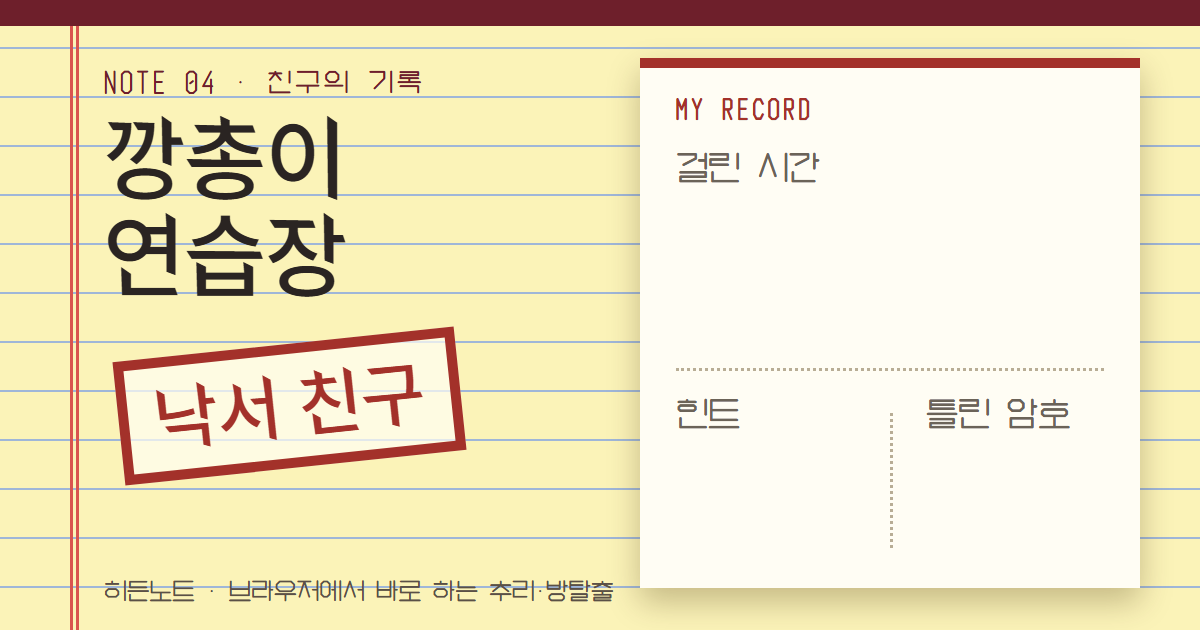 NOTE 04 · 친구의 기록
깡총이
연습장
낙서 친구
히든노트 · 브라우저에서 바로 하는 추리·방탈출
MY RECORD
걸린 시간
힌트
틀린 암호